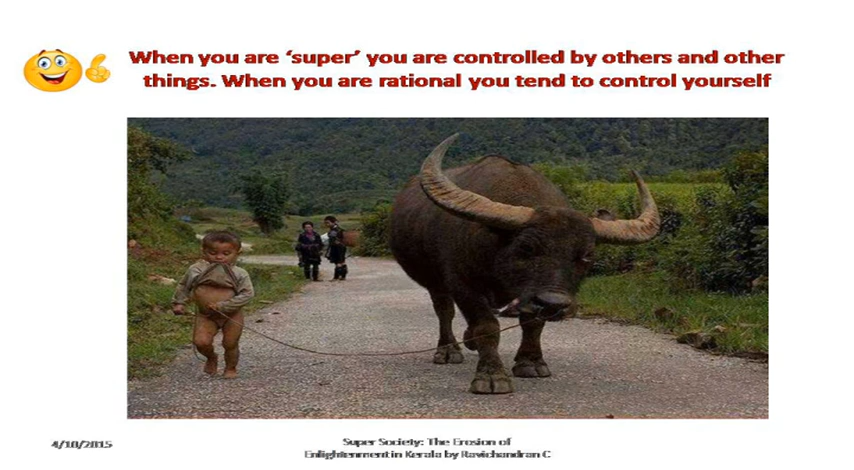 When you are ‘super’ you are controlled by others and other
things. When you are rational you tend to control yourself
4/18/2015
Super Society: The Erosion of
Enlightenment in Kerala by Ravichandran C